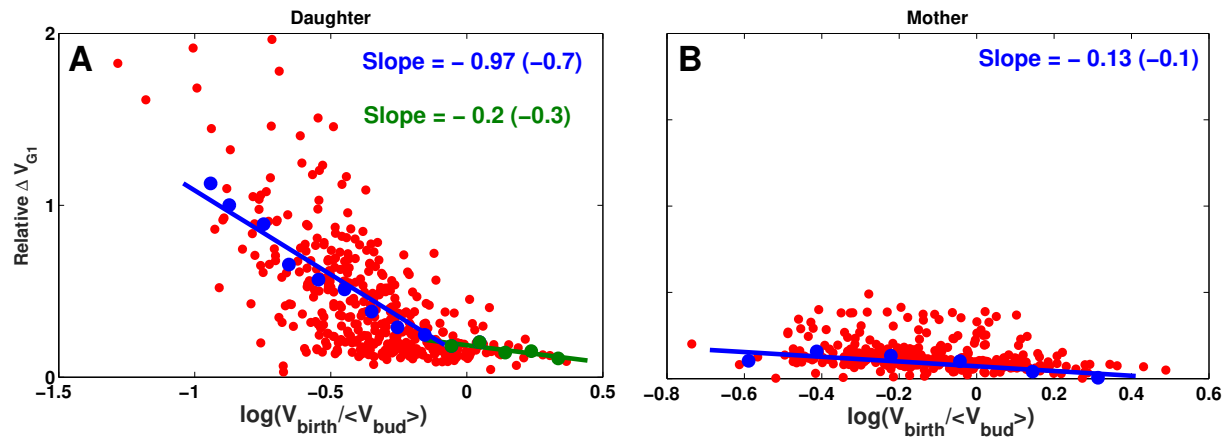 Daughter
A
Slope = - 0.97 (-0.7)
Slope = - 0.2 (-0.3)
Relative Δ V_G1
2
1
0
-1.5 -1 -0.5 0 0.5
log(V_birth/<V_bud>)
Mother
B
Slope = - 0.13 (-0.1)
-0.8 -0.6 -0.4 -0.2 0 0.2 0.4 0.6
log(V_birth/<V_bud>)